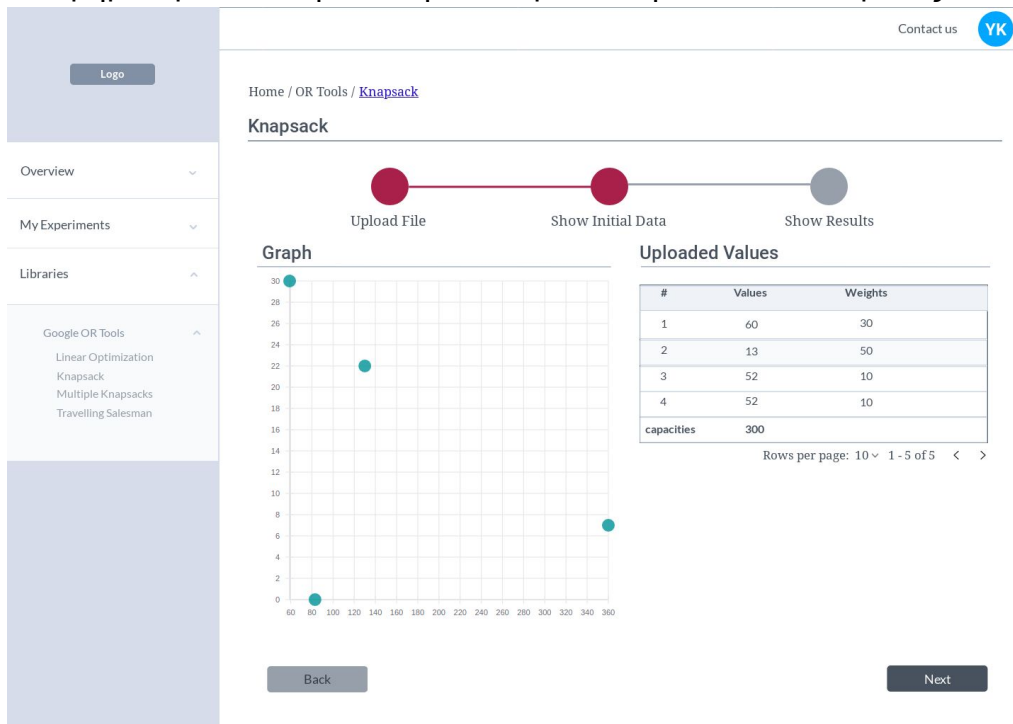 Contact us
YK
Logo
Home / OR Tools / Knapsack
Knapsack
Overview
My Experiments
Libraries
Google OR Tools
Linear Optimization
Knapsack
Multiple Knapsacks
Travelling Salesman
Upload File
Show Initial Data
Show Results
Graph
30
28
26
24
22
20
18
16
14
12
10
8
6
4
2
0
60 80 100 120 140 160 180 200 220 240 260 280 300 320 340 360
Uploaded Values
# Values Weights
1 60 30
2 13 50
3 52 10
4 52 10
capacities 300
Rows per page: 10 1 - 5 of 5
Back
Next